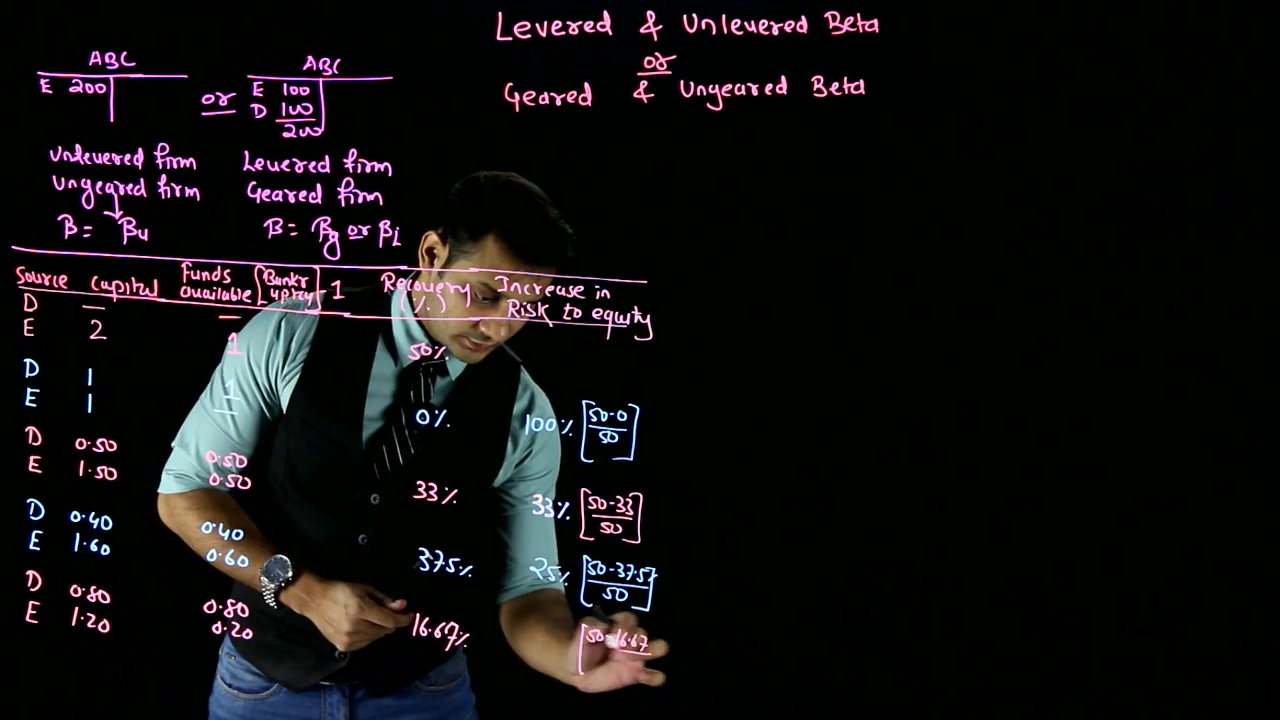 Levered & Unlevered Beta
or
Geared & Ungeared Beta
ABC
E 200
or
ABC
E 100
D 100
200
Unlevered firm
Ungeared firm
β = βu
Levered firm
Geared firm
β = βg or βL
Source Capital Funds available [Bankruptcy] - 1 Recovery (%) Increase in Risk to equity
D — —
E 2 1 50%
D 1 1
E 1 — 0% 100% [50-0/50]
D 0.50 0.50
E 1.50 0.50 33% 33% [50-33/50]
D 0.40 0.40
E 1.60 0.60 37.5% 25% [50-37.5/50]
D 0.80 0.80
E 1.20 0.20 16.67% [50-16.67